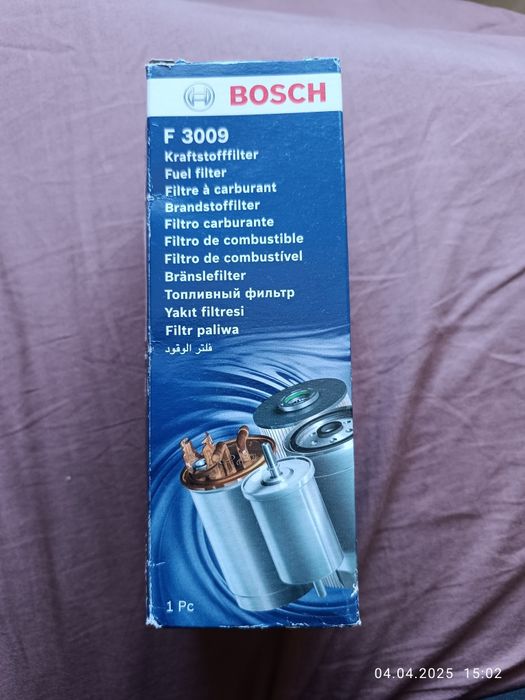 BOSCH
F 3009
Kraftstofffilter
Fuel filter
Filtre à carburant
Brandstoffilter
Filtro carburante
Filtro de combustible
Filtro de combustível
Bränslefilter
Топливный фильтр
Yakıt filtresi
Filtr paliwa
فلتر الوقود
1 Pc
04.04.2025 15:02